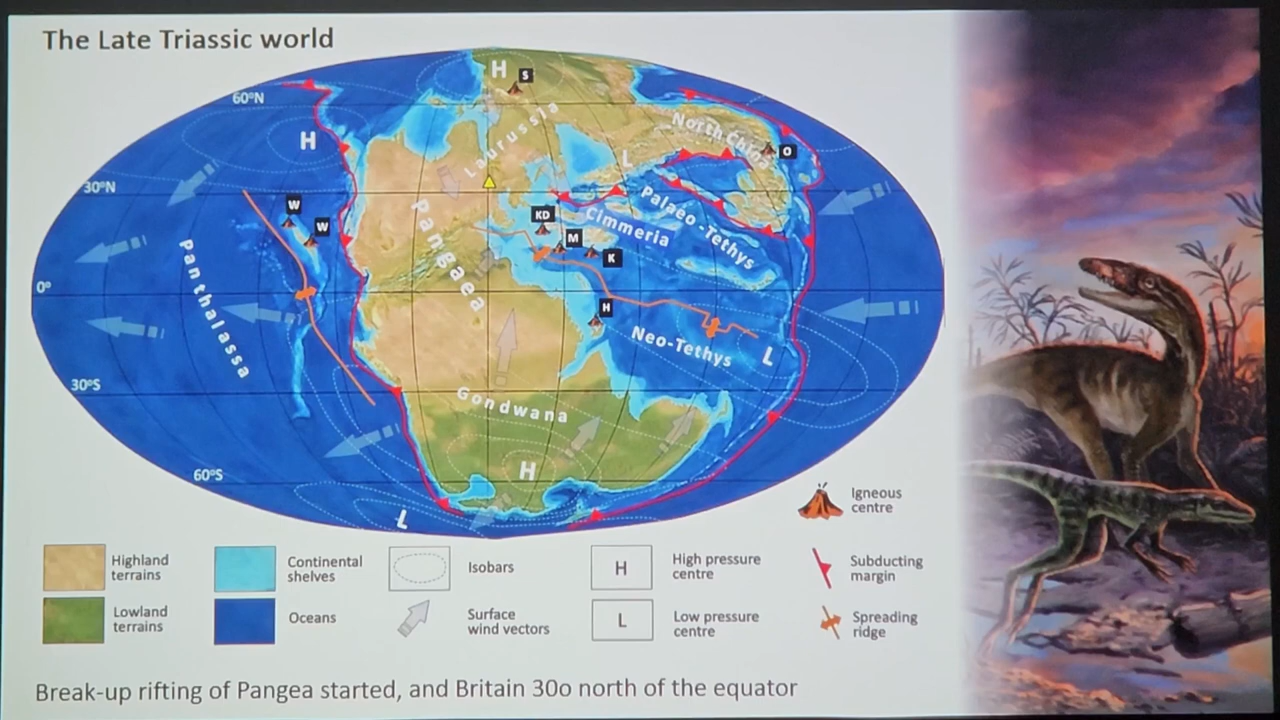 The Late Triassic world
60°N
30°N
0°
30°S
60°S
H
S
Laurussia
North China
O
H
L
W
W
KD
M
K
Cimmeria
Palaeo-Tethys
Pangaea
Panthalassa
H
Neo-Tethys
L
Gondwana
H
L
Igneous
centre
Highland
terrains
Continental
shelves
Isobars
H
High pressure
centre
Subducting
margin
Lowland
terrains
Oceans
Surface
wind vectors
L
Low pressure
centre
Spreading
ridge
Break-up rifting of Pangea started, and Britain 30o north of the equator